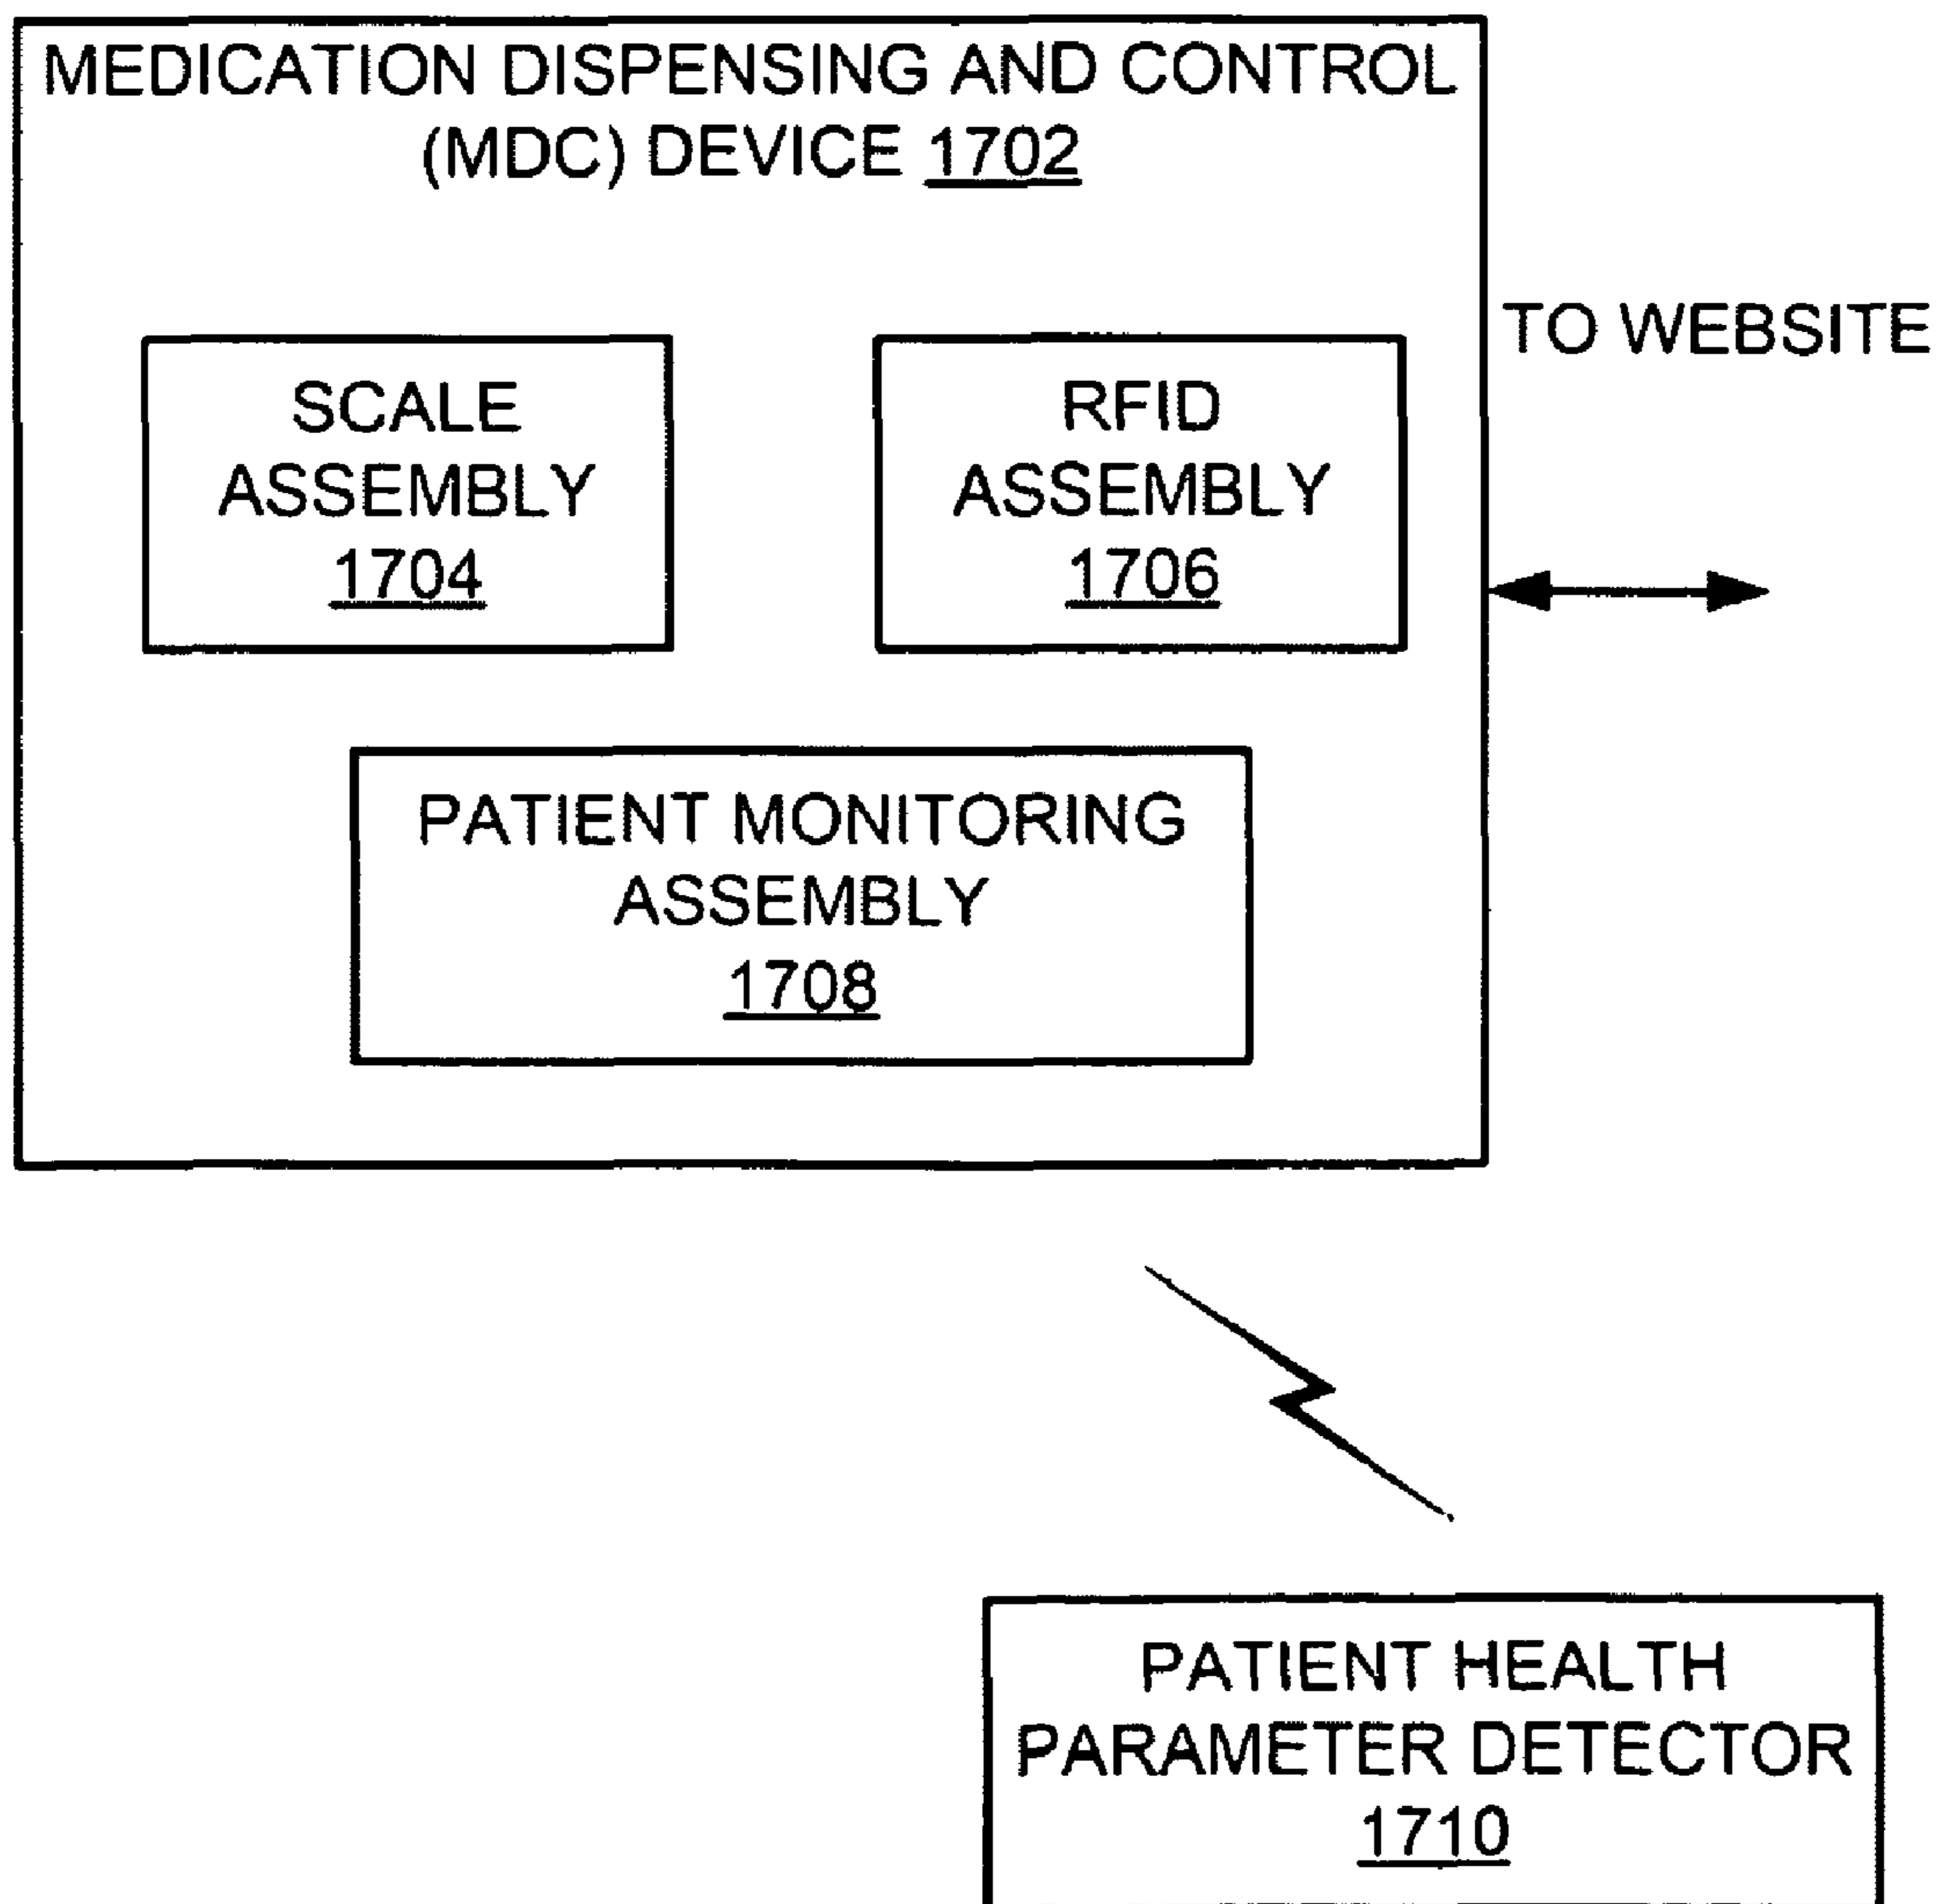 MEDICATION DISPENSING AND CONTROL
(MDC) DEVICE 1702
TO WEBSITE
SCALE
ASSEMBLY
1704
RFID
ASSEMBLY
1706
PATIENT MONITORING
ASSEMBLY
1708
PATIENT HEALTH
PARAMETER DETECTOR
1710